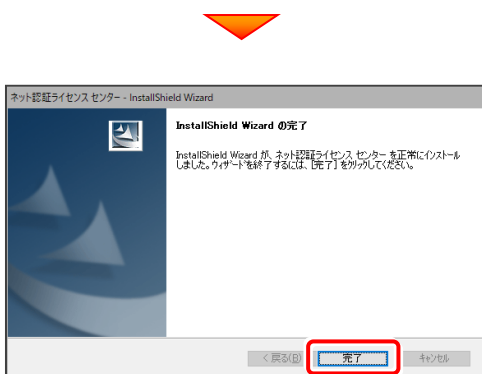 ネット認証ライセンス センター - InstallShield Wizard
InstallShield Wizard の完了
InstallShield Wizard が、ネット認証ライセンス センター を正常にインストール
しました。ウィザードを終了するには、[完了] をクリックしてください。
< 戻る(B)
完了
キャンセル